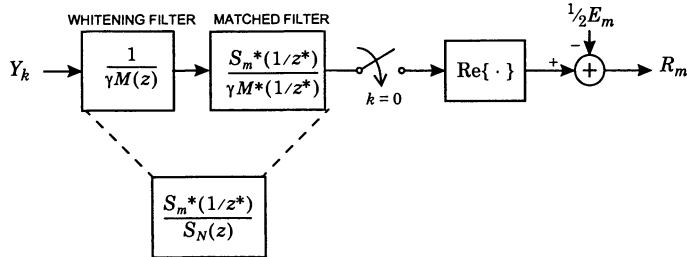 WHITENING FILTER MATCHED FILTER
½E_m
Y_k
1 / γM(z)
S_m*(1/z*) / γM*(1/z*)
k = 0
Re{ · }
+ − +
R_m
S_m*(1/z*) / S_N(z)